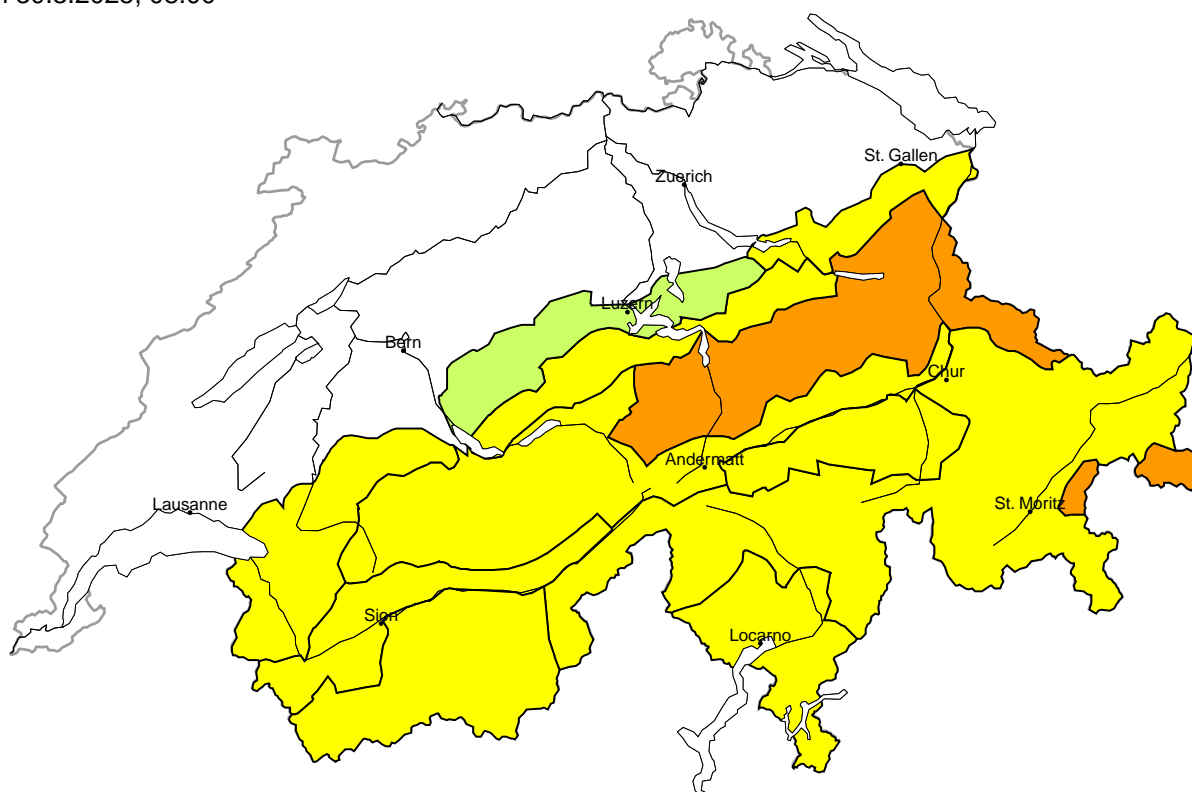 St. Gallen
Zuerich
Luzern
Bern
Chur
Andermatt
Lausanne
St. Moritz
Sion
Locarno